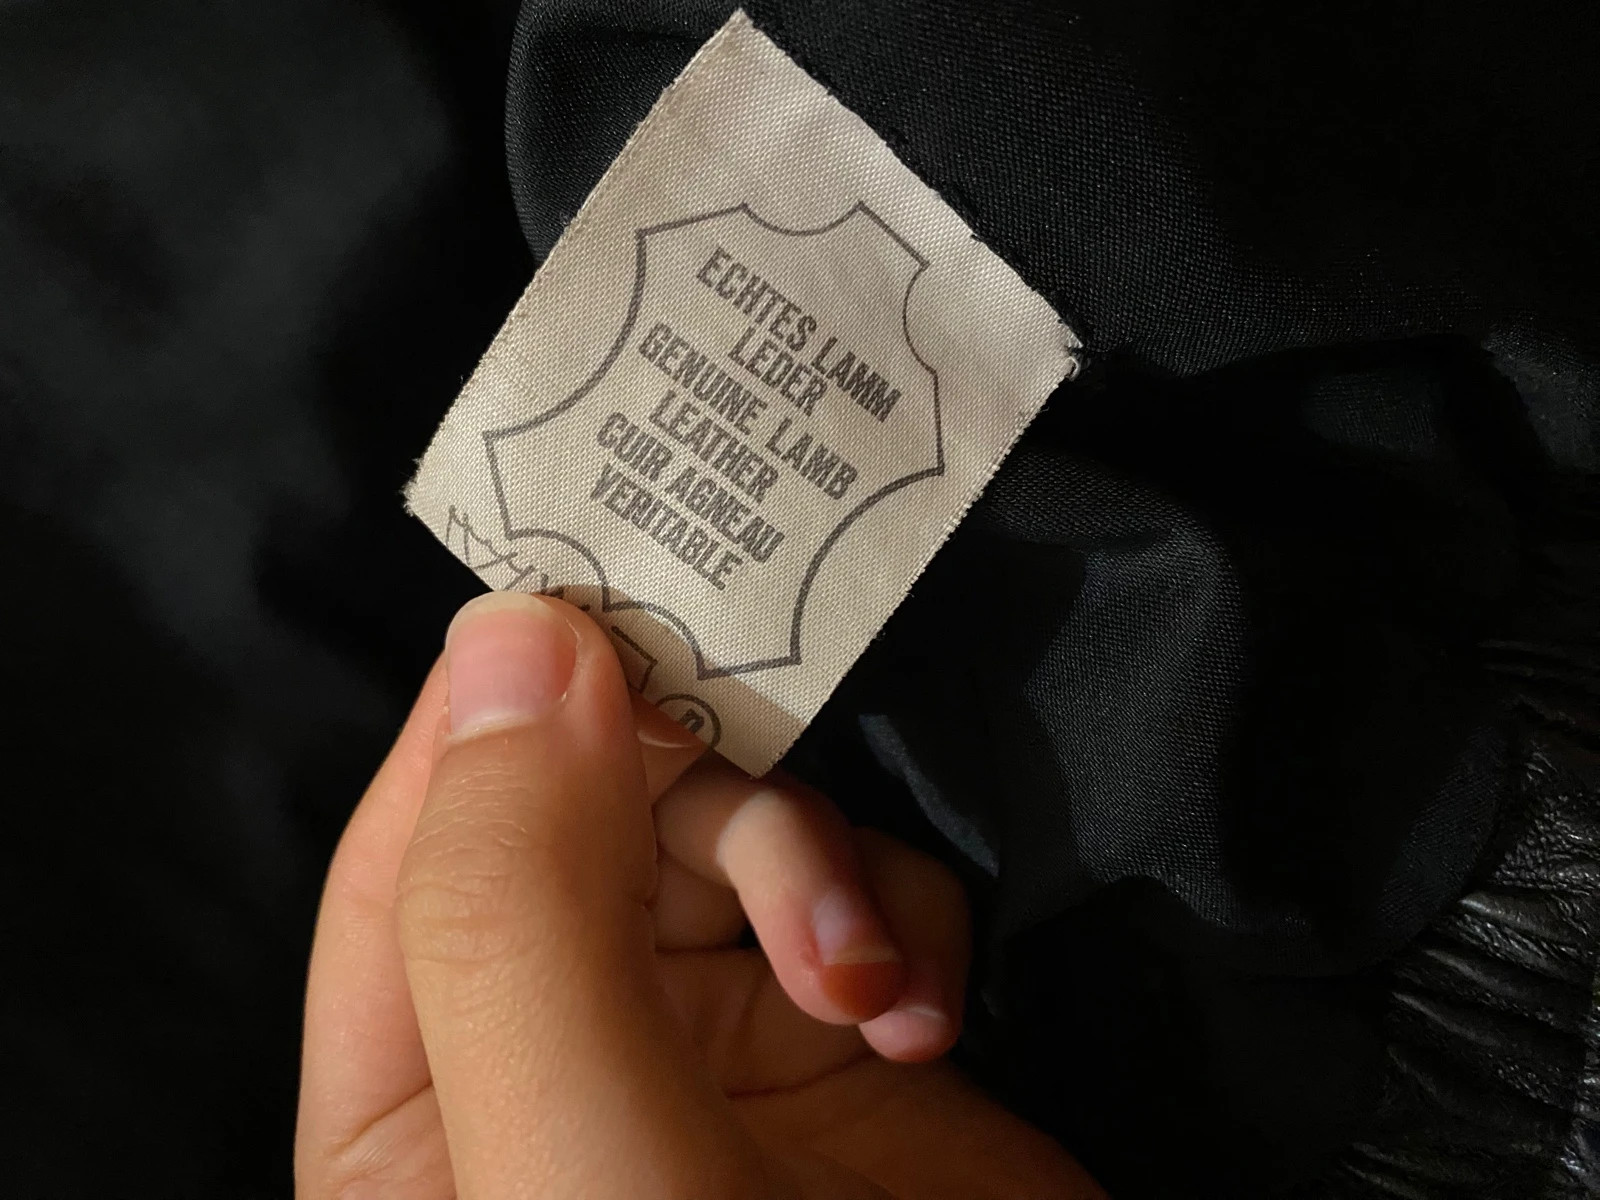 ECHTES LAMM
LEDER
GENUINE LAMB
LEATHER
CUIR AGNEAU
VERITABLE